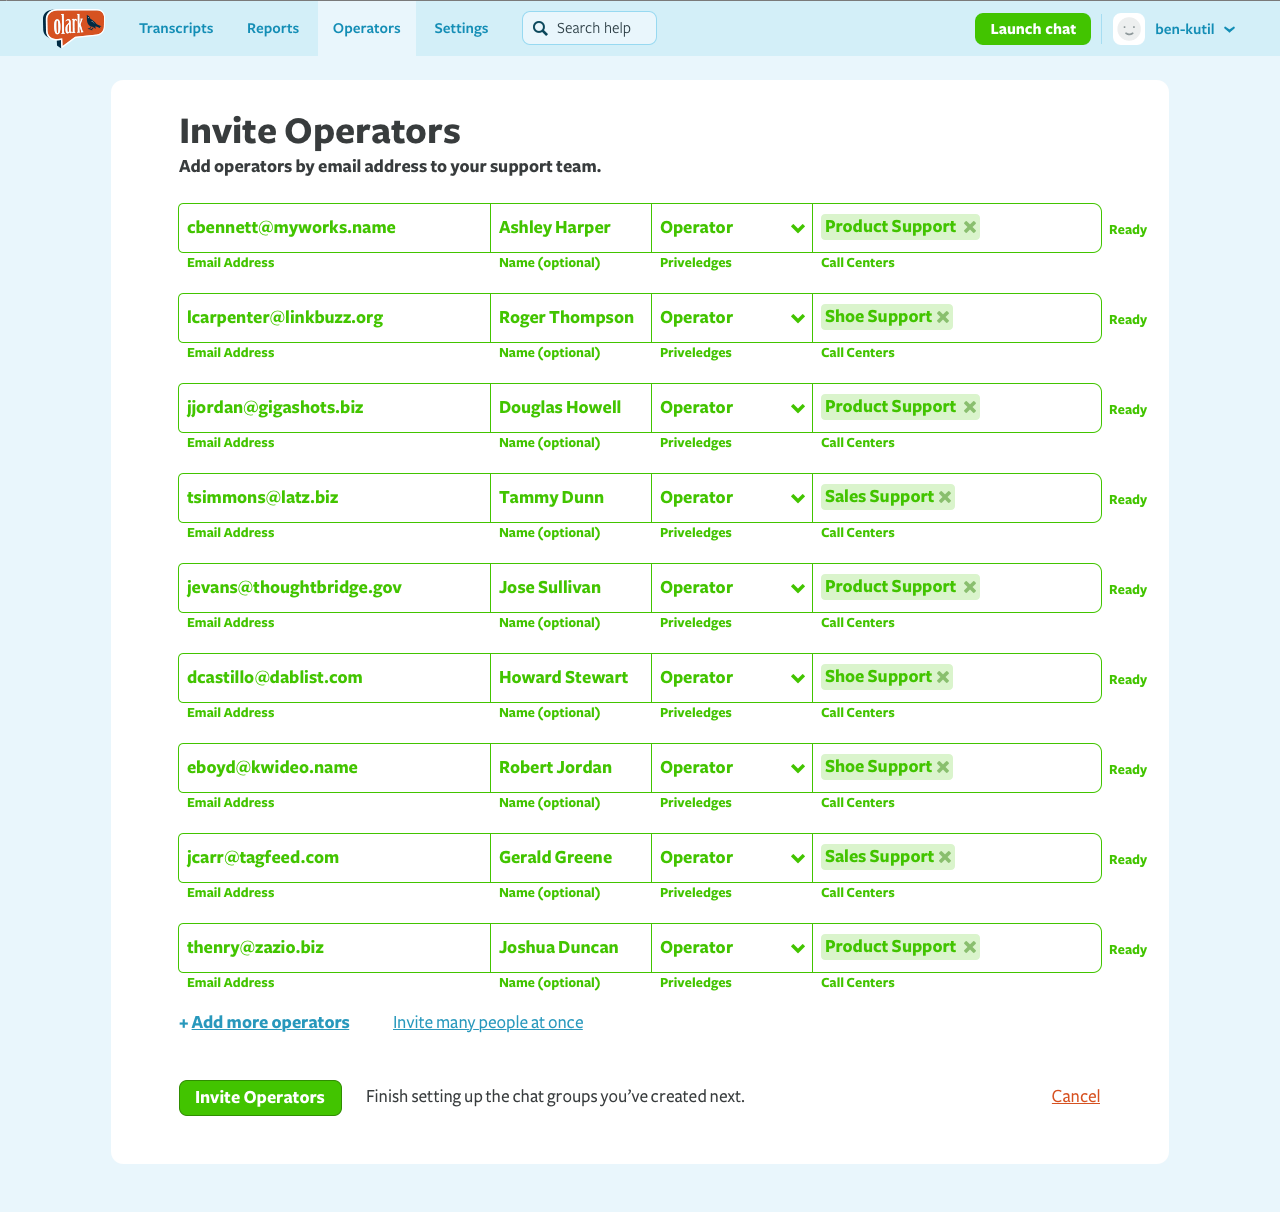 olark Transcripts Reports Operators Settings Search help Launch chat ben-kutil
Invite Operators
Add operators by email address to your support team.
cbennett@myworks.name Ashley Harper Operator Product Support Ready
Email Address Name (optional) Priveledges Call Centers
lcarpenter@linkbuzz.org Roger Thompson Operator Shoe Support Ready
Email Address Name (optional) Priveledges Call Centers
jjordan@gigashots.biz Douglas Howell Operator Product Support Ready
Email Address Name (optional) Priveledges Call Centers
tsimmons@latz.biz Tammy Dunn Operator Sales Support Ready
Email Address Name (optional) Priveledges Call Centers
jevans@thoughtbridge.gov Jose Sullivan Operator Product Support Ready
Email Address Name (optional) Priveledges Call Centers
dcastillo@dablist.com Howard Stewart Operator Shoe Support Ready
Email Address Name (optional) Priveledges Call Centers
eboyd@kwideo.name Robert Jordan Operator Shoe Support Ready
Email Address Name (optional) Priveledges Call Centers
jcarr@tagfeed.com Gerald Greene Operator Sales Support Ready
Email Address Name (optional) Priveledges Call Centers
thenry@zazio.biz Joshua Duncan Operator Product Support Ready
Email Address Name (optional) Priveledges Call Centers
+ Add more operators Invite many people at once
Invite Operators Finish setting up the chat groups you’ve created next. Cancel